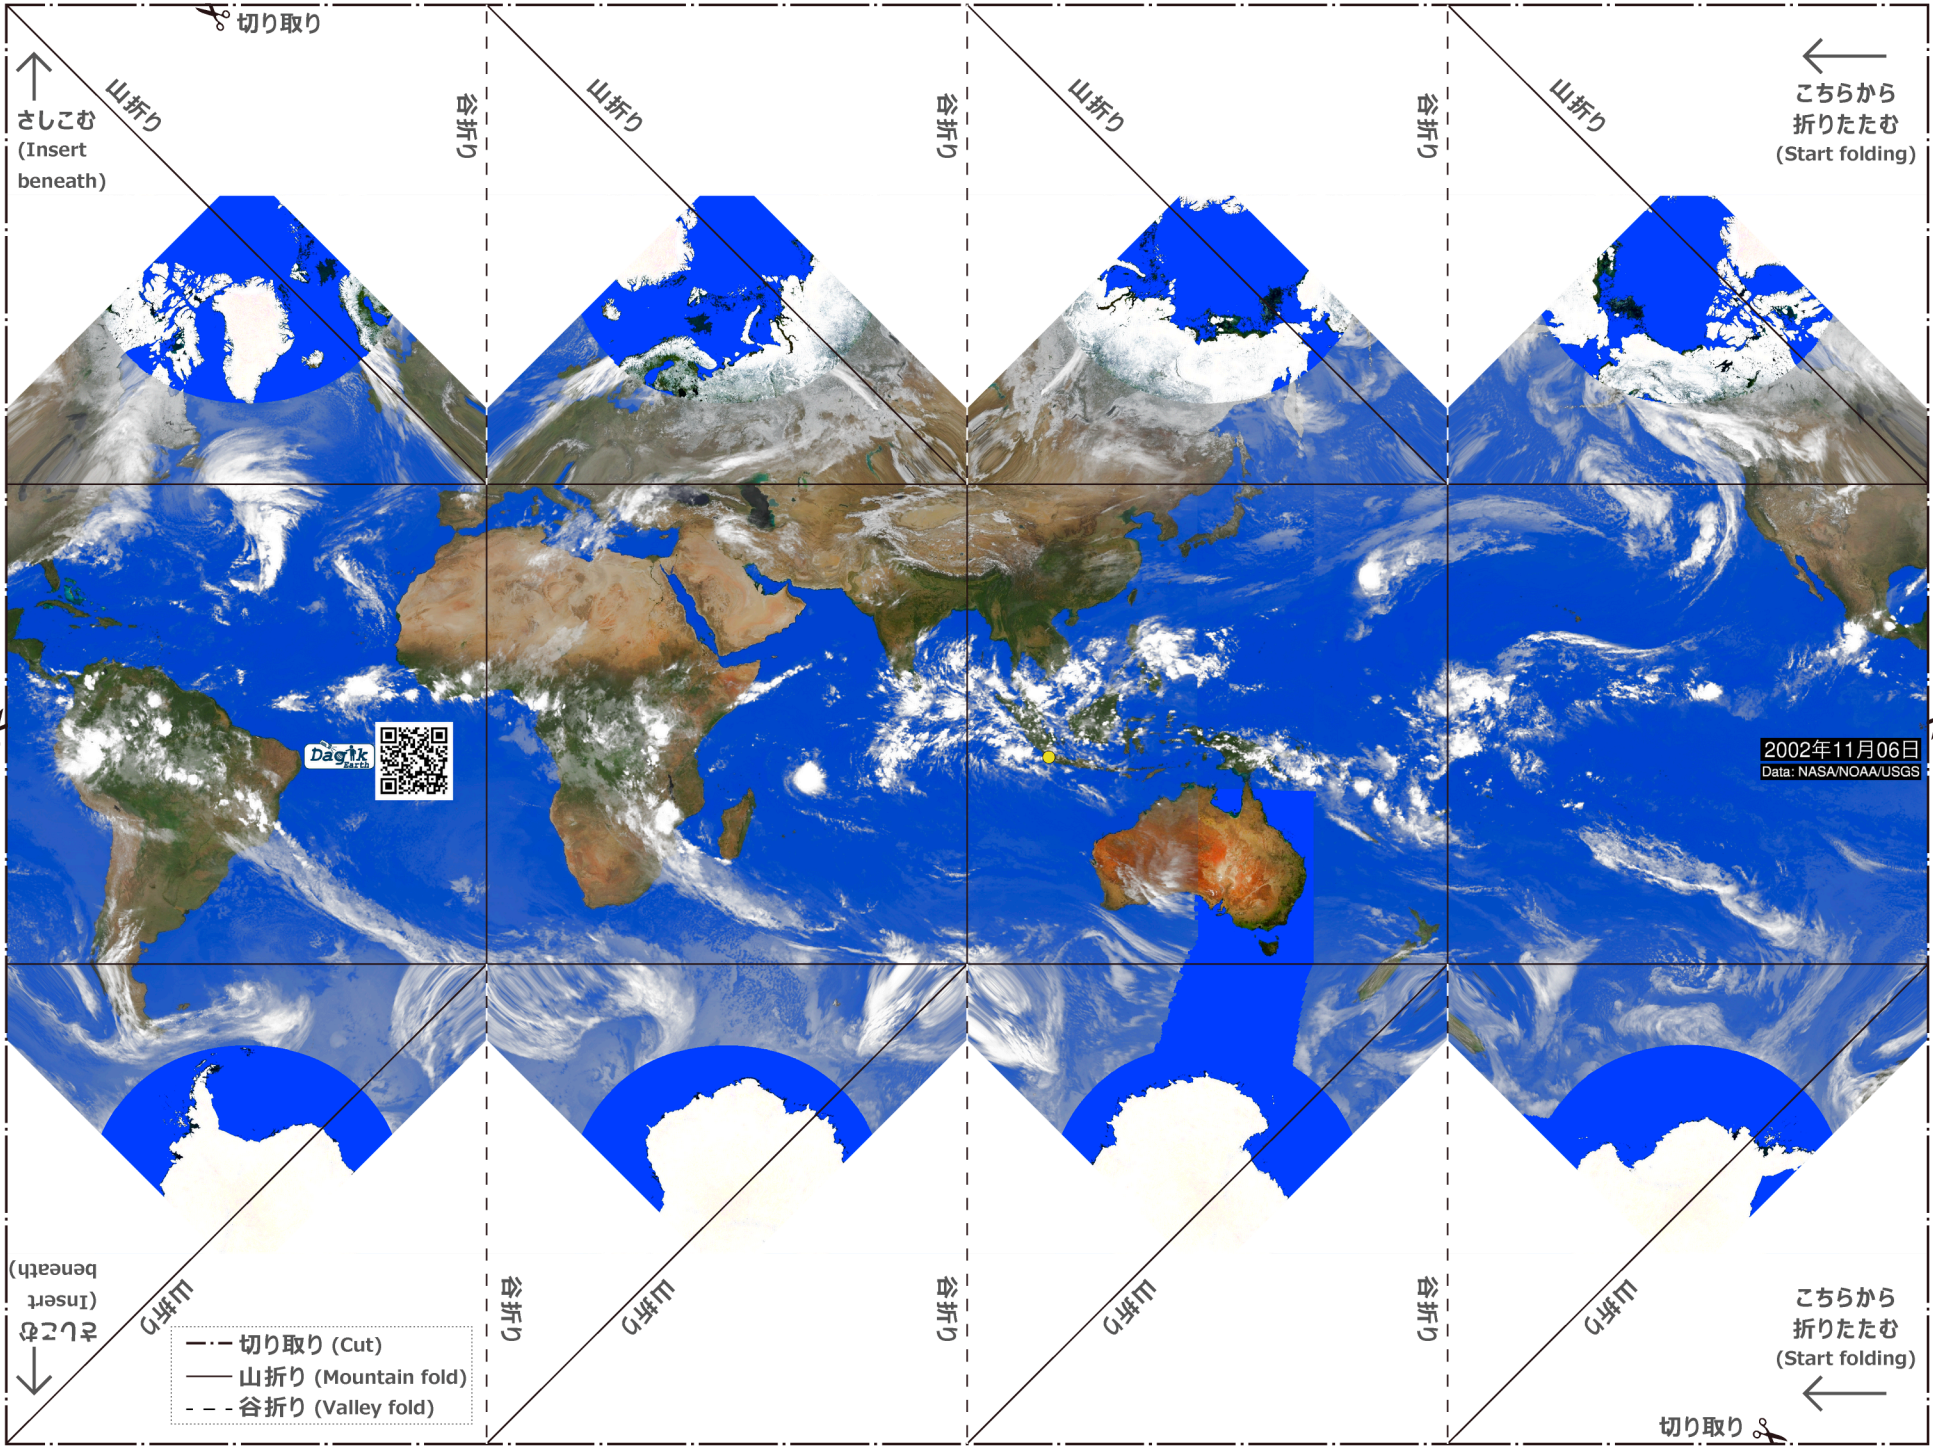 切り取り
さしこむ
(Insert
beneath)
山折り
谷折り
山折り
谷折り
山折り
谷折り
山折り
こちらから
折りたたむ
(Start folding)
Dagik
Earth
2002年11月06日
Data: NASA/NOAA/USGS
さしこむ
(Insert
beneath)
山折り
谷折り
山折り
谷折り
山折り
谷折り
山折り
こちらから
折りたたむ
(Start folding)
切り取り (Cut)
山折り (Mountain fold)
谷折り (Valley fold)
切り取り